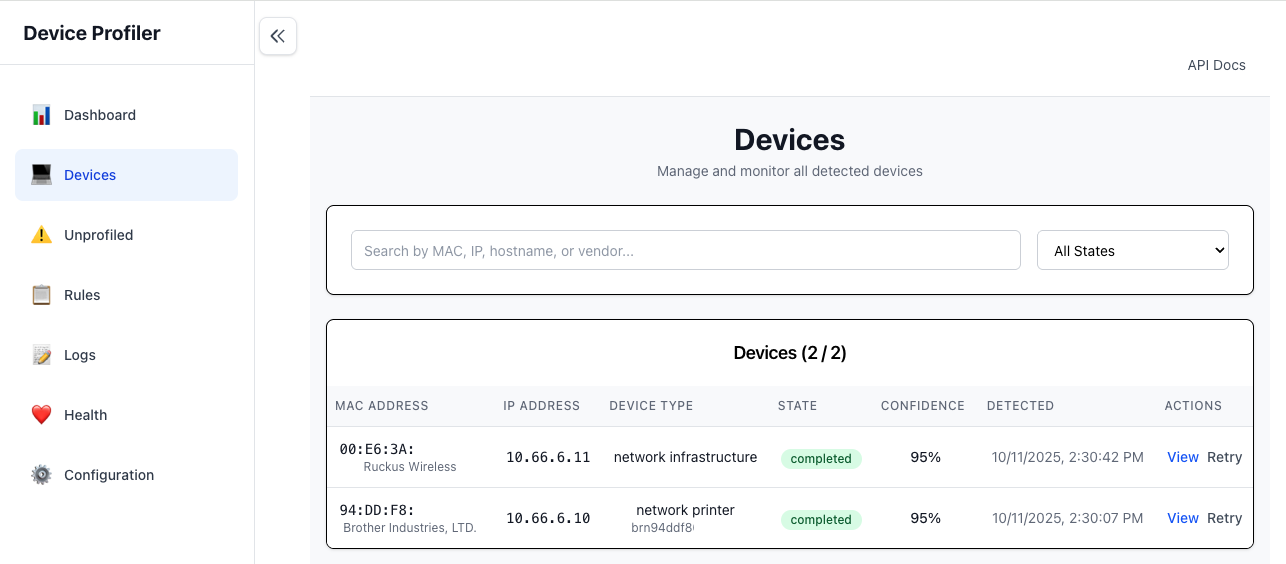 Device Profiler
API Docs
Dashboard
Devices
Unprofiled
Rules
Logs
Health
Configuration
Devices
Manage and monitor all detected devices
Search by MAC, IP, hostname, or vendor...
All States
Devices (2 / 2)
MAC ADDRESS IP ADDRESS DEVICE TYPE STATE CONFIDENCE DETECTED ACTIONS
00:E6:3A: 10.66.6.11 network infrastructure completed 95% 10/11/2025, 2:30:42 PM View Retry
Ruckus Wireless
94:DD:F8: 10.66.6.10 network printer completed 95% 10/11/2025, 2:30:07 PM View Retry
Brother Industries, LTD.